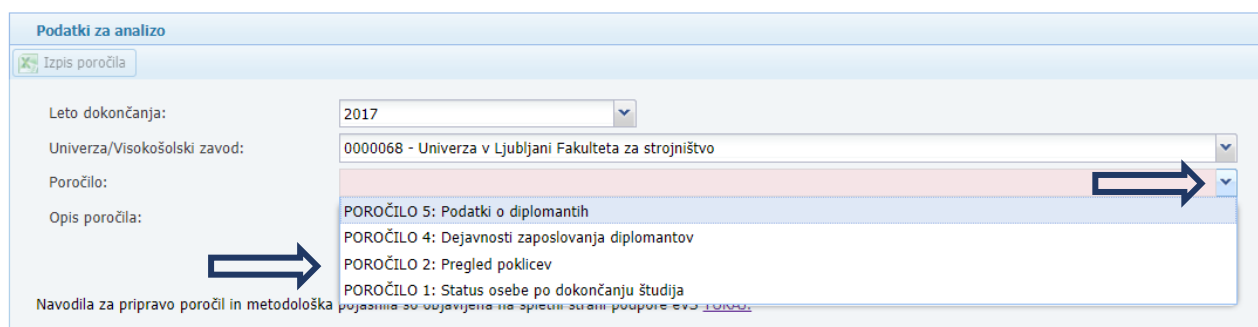 Podatki za analizo
Izpis poročila
Leto dokončanja:
2017
Univerza/Visokošolski zavod:
0000068 - Univerza v Ljubljani Fakulteta za strojništvo
Poročilo:
Opis poročila:
POROČILO 5: Podatki o diplomantih
POROČILO 4: Dejavnosti zaposlovanja diplomantov
POROČILO 2: Pregled poklicev
POROČILO 1: Status osebe po dokončanju študija
Navodila za pripravo poročil in metodološka pojasnila so objavljena na spletni strani podpore eVŠ TUKAJ.